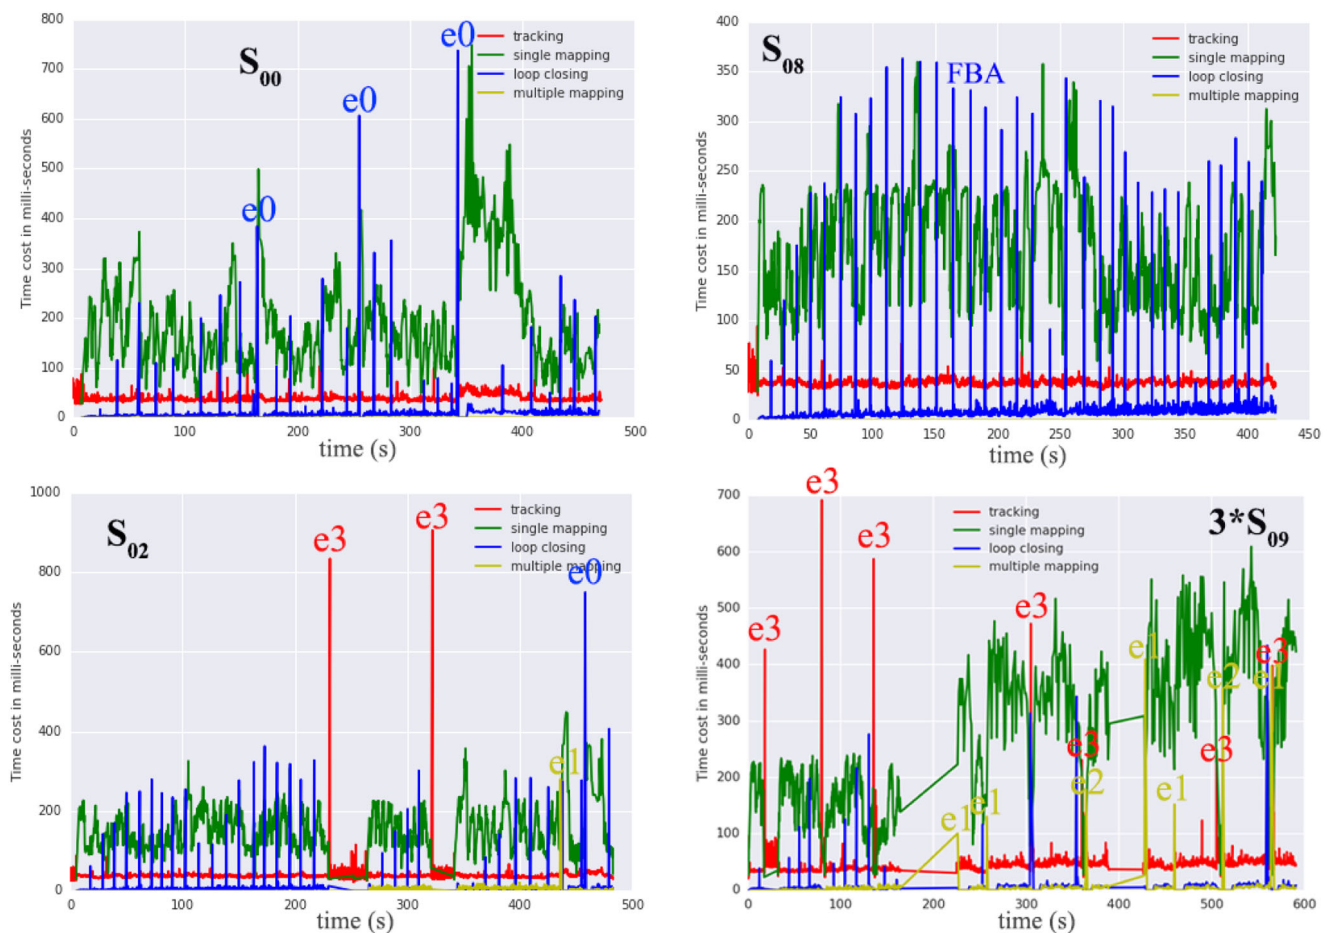 S00
e0
e0
e0
tracking
single mapping
loop closing
multiple mapping
Time cost in milli-seconds
800
700
600
500
400
300
200
100
0
0 100 200 300 400 500
time (s)
S08
FBA
tracking
single mapping
loop closing
multiple mapping
Time cost in milli-seconds
400
350
300
250
200
150
100
50
0
0 50 100 150 200 250 300 350 400 450
time (s)
S02
e3
e3
e0
e1
tracking
single mapping
loop closing
multiple mapping
Time cost in milli-seconds
1000
800
600
400
200
0
0 100 200 300 400 500
time (s)
3*S09
e3
e3
e3
e3
e3
e3
e3
e1
e1
e2
e1
e1
e2
e1
tracking
single mapping
loop closing
multiple mapping
Time cost in milli-seconds
700
600
500
400
300
200
100
0
0 100 200 300 400 500 600
time (s)